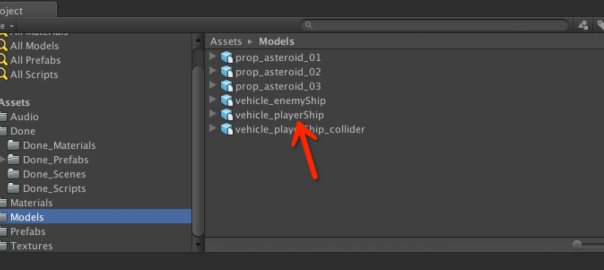 oject
All Materials
All Models
All Prefabs
All Scripts
Assets
Audio
Done
Done_Materials
Done_Prefabs
Done_Scenes
Done_Scripts
Materials
Models
Prefabs
Textures
Assets ▸ Models
prop_asteroid_01
prop_asteroid_02
prop_asteroid_03
vehicle_enemyShip
vehicle_playerShip
vehicle_playerShip_collider